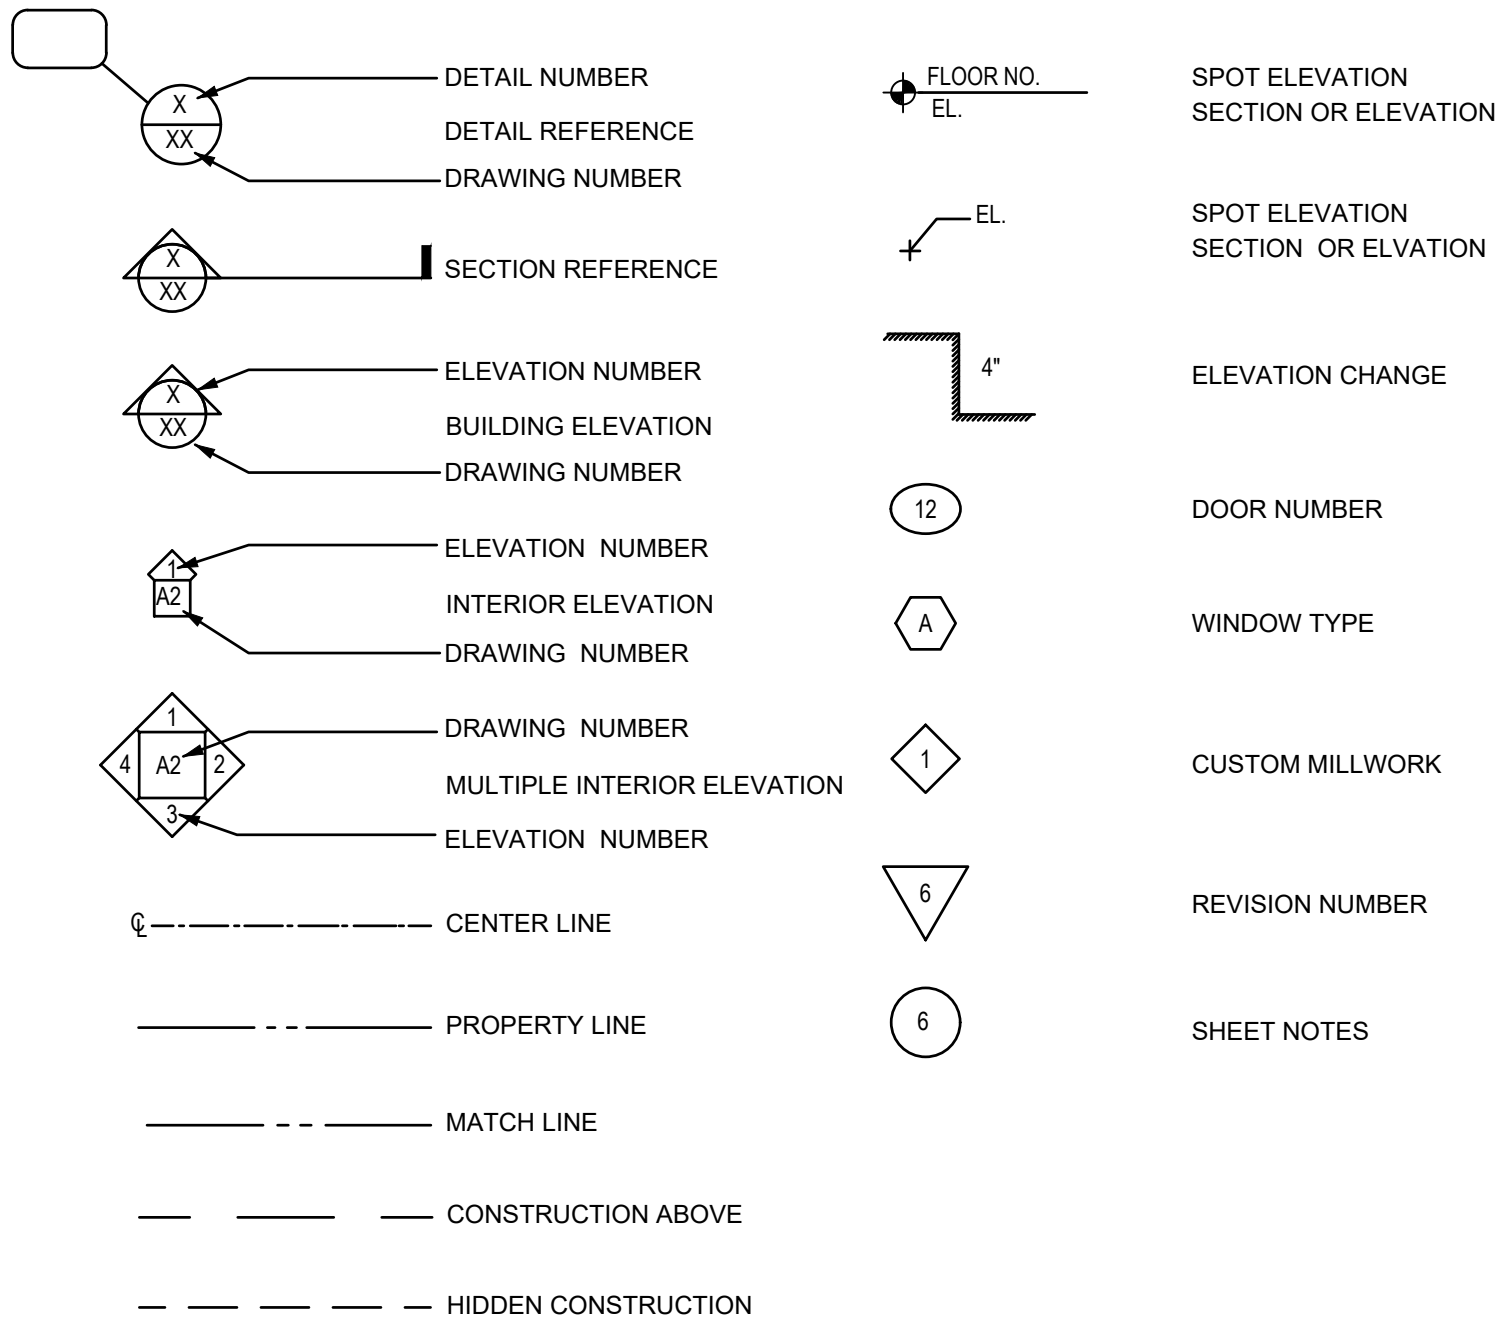 X
XX
DETAIL NUMBER
DETAIL REFERENCE
DRAWING NUMBER
X
XX
SECTION REFERENCE
X
XX
ELEVATION NUMBER
BUILDING ELEVATION
DRAWING NUMBER
1
A2
ELEVATION NUMBER
INTERIOR ELEVATION
DRAWING NUMBER
1
4 A2 2
3
DRAWING NUMBER
MULTIPLE INTERIOR ELEVATION
ELEVATION NUMBER
℄ CENTER LINE
PROPERTY LINE
MATCH LINE
CONSTRUCTION ABOVE
HIDDEN CONSTRUCTION
FLOOR NO.
EL.
SPOT ELEVATION
SECTION OR ELEVATION
EL.
SPOT ELEVATION
SECTION OR ELVATION
4"
ELEVATION CHANGE
12
DOOR NUMBER
A
WINDOW TYPE
1
CUSTOM MILLWORK
6
REVISION NUMBER
6
SHEET NOTES